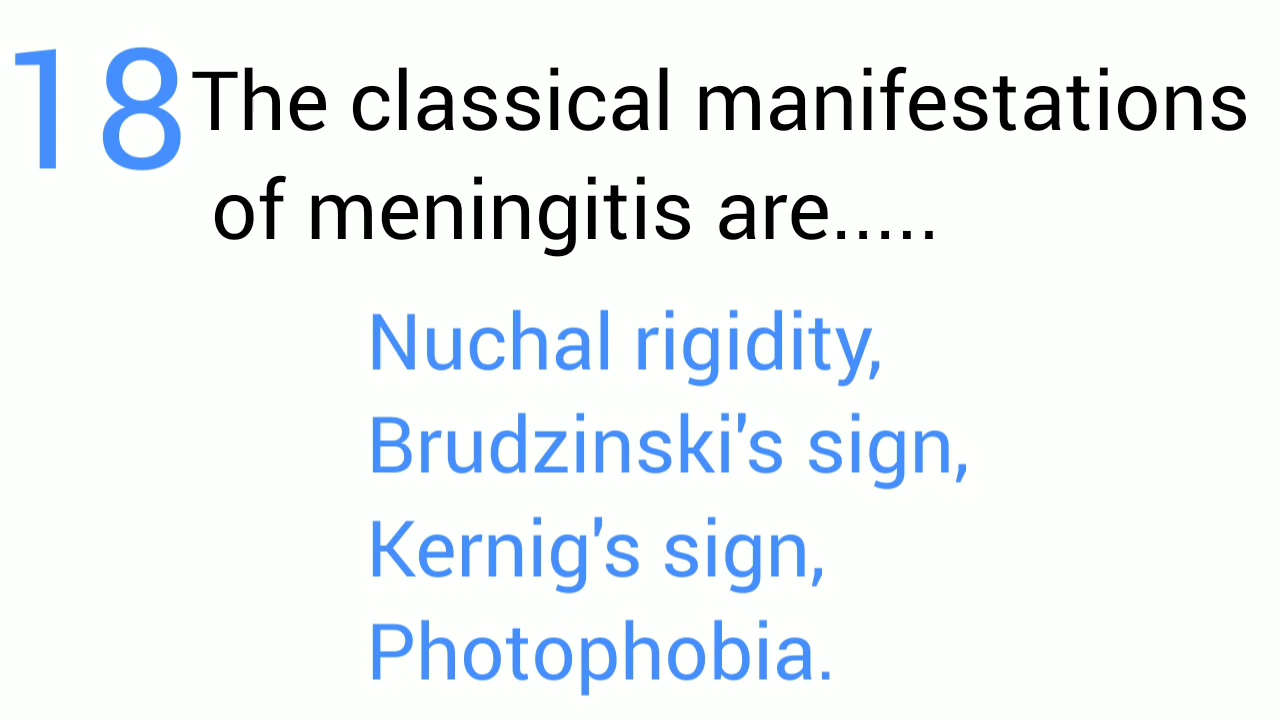 18 The classical manifestations
of meningitis are.....
Nuchal rigidity,
Brudzinski's sign,
Kernig's sign,
Photophobia.